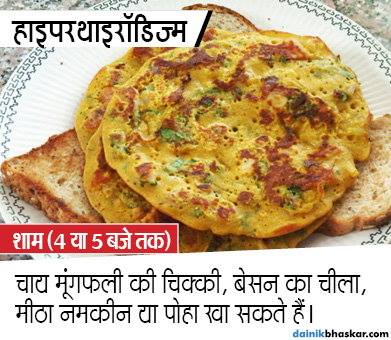 हाइपरथाइरॉडिज्म
शाम (4 या 5 बजे तक)
चाय मूंगफली की चिक्की, बेसन का चीला,
मीठा नमकीन या पोहा खा सकते हैं।
dainikbhaskar.com